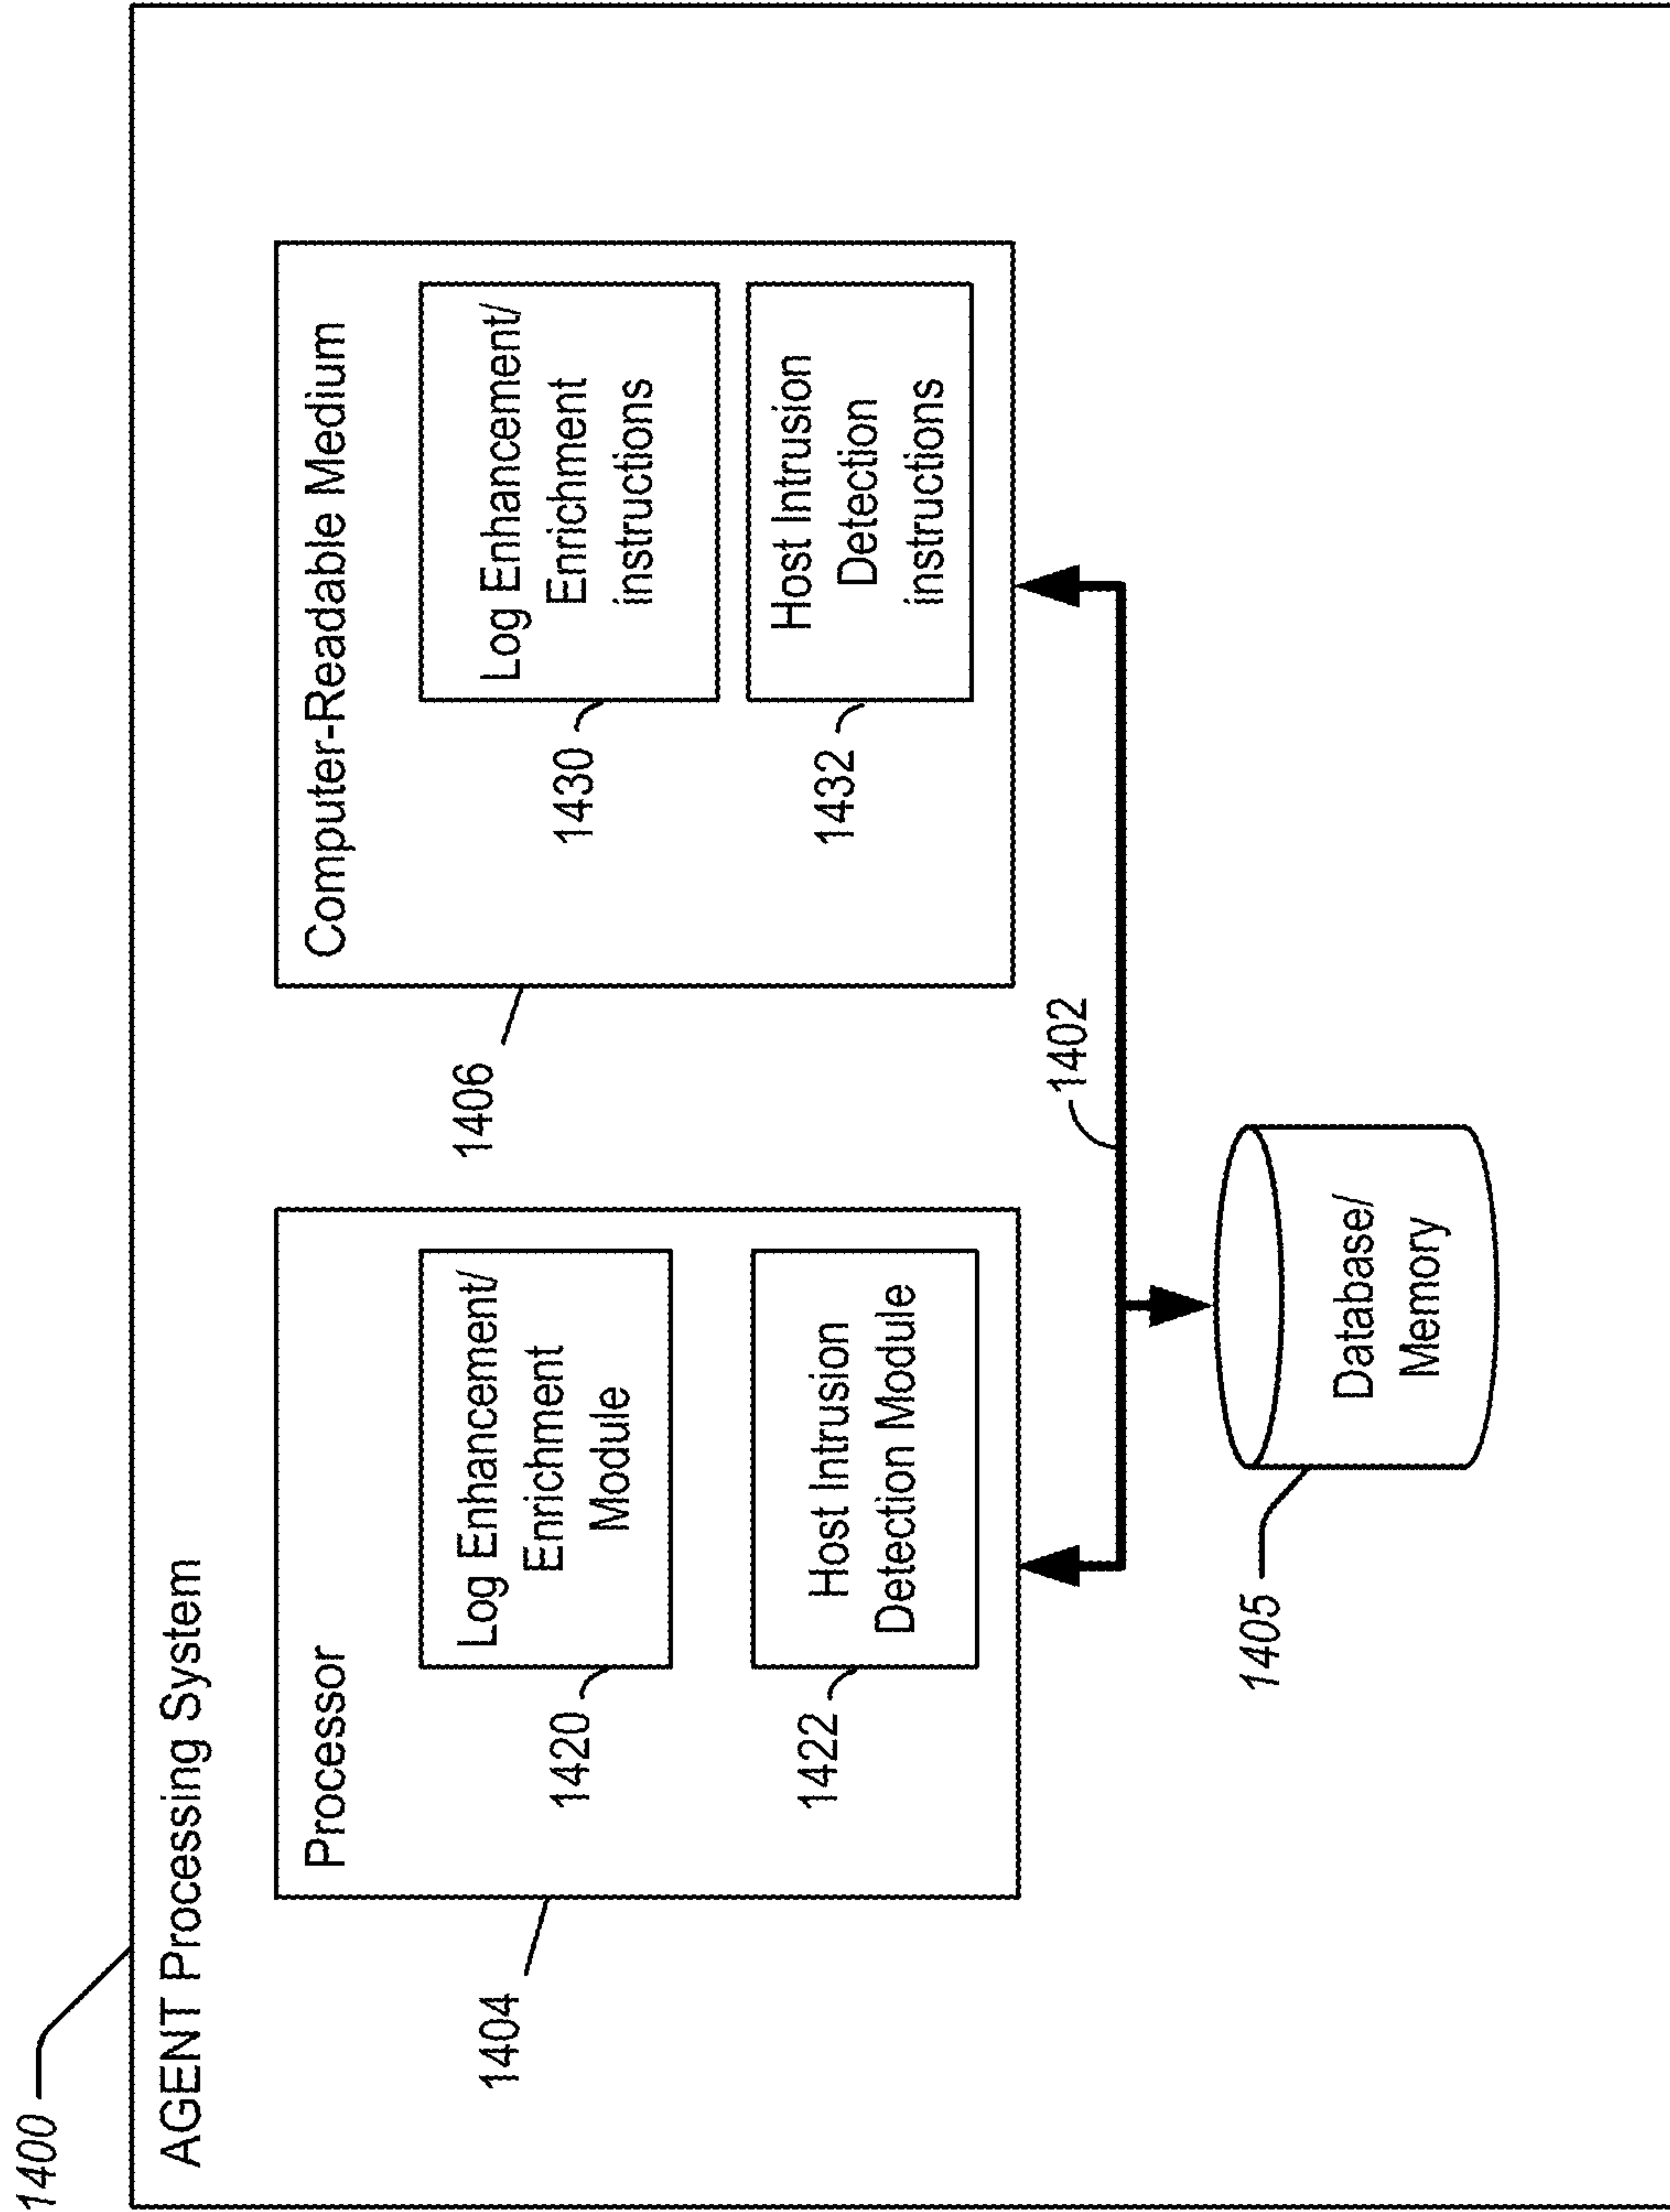 1400
AGENT Processing System
Processor
1404
Log Enhancement/
Enrichment
Module
1420
Host Intrusion
Detection Module
1422
Computer-Readable Medium
1406
Log Enhancement/
Enrichment
instructions
1430
Host Intrusion
Detection
instructions
1432
1402
Database/
Memory
1405